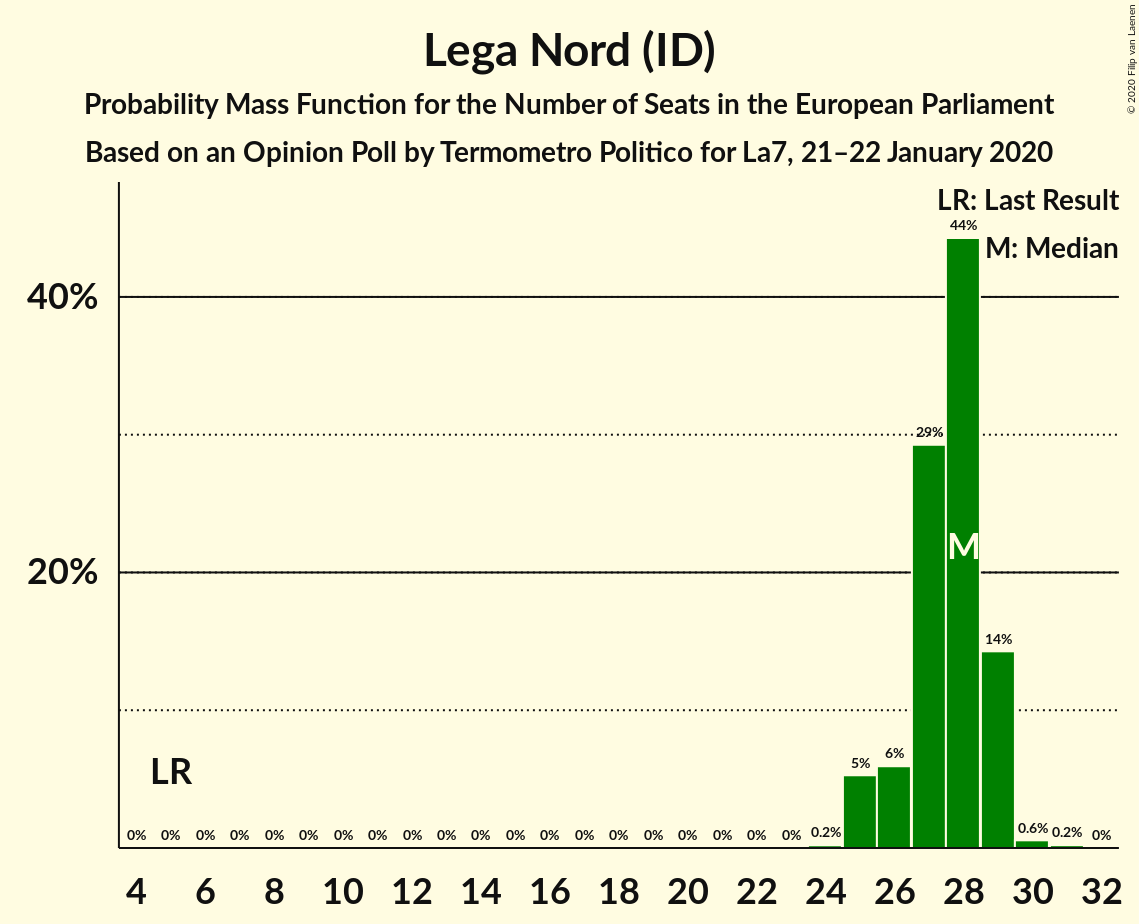 Lega Nord (ID)
Probability Mass Function for the Number of Seats in the European Parliament
Based on an Opinion Poll by Termometro Politico for La7, 21–22 January 2020
© 2020 Filip van Laenen
LR: Last Result
M: Median
44%
40%
29%
M
20%
14%
LR
5% 6%
0% 0% 0% 0% 0% 0% 0% 0% 0% 0% 0% 0% 0% 0% 0% 0% 0% 0% 0% 0% 0.2% 0.6% 0.2% 0%
4 6 8 10 12 14 16 18 20 22 24 26 28 30 32